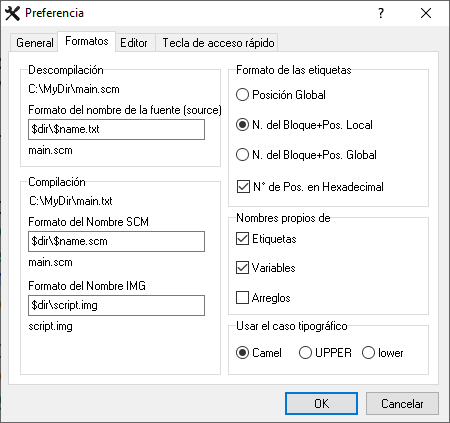 Preferencia
?
General
Formatos
Editor
Tecla de acceso rápido
Descompilación
C:\MyDir\main.scm
Formato del nombre de la fuente (source)
$dir\$name.txt
main.scm
Compilación
C:\MyDir\main.txt
Formato del Nombre SCM
$dir\$name.scm
main.scm
Formato del Nombre IMG
$dir\script.img
script.img
Formato de las etiquetas
Posición Global
N. del Bloque+Pos. Local
N. del Bloque+Pos. Global
N° de Pos. en Hexadecimal
Nombres propios de
Etiquetas
Variables
Arreglos
Usar el caso tipográfico
Camel
UPPER
lower
OK
Cancelar